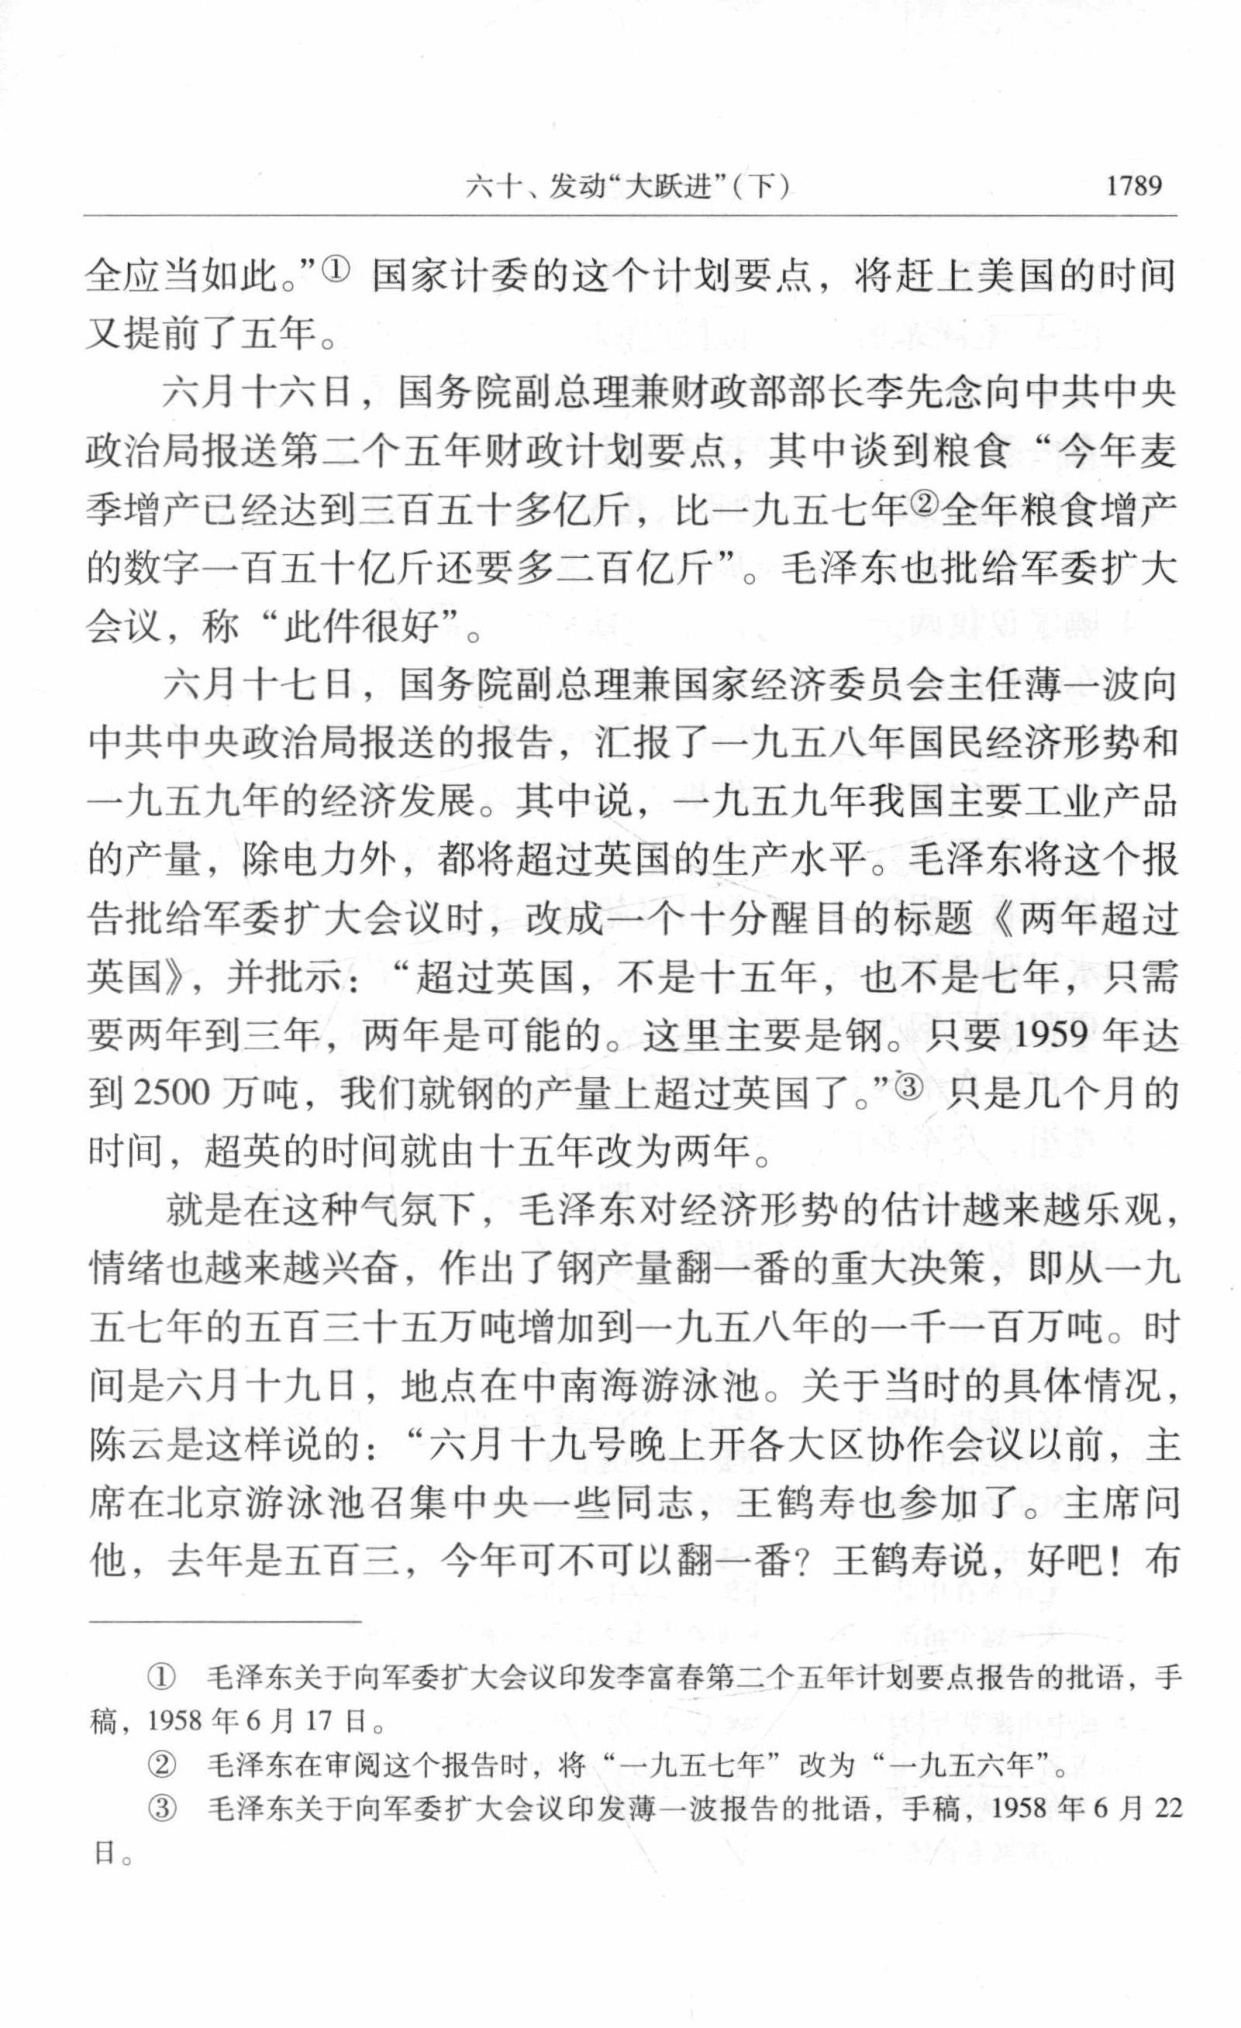 六十、发动“大跃进”（下） 1789
全应当如此。”① 国家计委的这个计划要点，将赶上美国的时间
又提前了五年。
六月十六日，国务院副总理兼财政部部长李先念向中共中央
政治局报送第二个五年财政计划要点，其中谈到粮食“今年麦
季增产已经达到三百五十多亿斤，比一九五七年②全年粮食增产
的数字一百五十亿斤还要多二百亿斤”。毛泽东也批给军委扩大
会议，称“此件很好”。
六月十七日，国务院副总理兼国家经济委员会主任薄一波向
中共中央政治局报送的报告，汇报了一九五八年国民经济形势和
一九五九年的经济发展。其中说，一九五九年我国主要工业产品
的产量，除电力外，都将超过英国的生产水平。毛泽东将这个报
告批给军委扩大会议时，改成一个十分醒目的标题《两年超过
英国》，并批示：“超过英国，不是十五年，也不是七年，只需
要两年到三年，两年是可能的。这里主要是钢。只要 1959 年达
到 2500 万吨，我们就钢的产量上超过英国了。”③ 只是几个月的
时间，超英的时间就由十五年改为两年。
就是在这种气氛下，毛泽东对经济形势的估计越来越乐观，
情绪也越来越兴奋，作出了钢产量翻一番的重大决策，即从一九
五七年的五百三十五万吨增加到一九五八年的一千一百万吨。时
间是六月十九日，地点在中南海游泳池。关于当时的具体情况，
陈云是这样说的：“六月十九号晚上开各大区协作会议以前，主
席在北京游泳池召集中央一些同志，王鹤寿也参加了。主席问
他，去年是五百三，今年可不可以翻一番？王鹤寿说，好吧！布
① 毛泽东关于向军委扩大会议印发李富春第二个五年计划要点报告的批语，手
稿，1958 年 6 月 17 日。
② 毛泽东在审阅这个报告时，将“一九五七年”改为“一九五六年”。
③ 毛泽东关于向军委扩大会议印发薄一波报告的批语，手稿，1958 年 6 月 22
日。